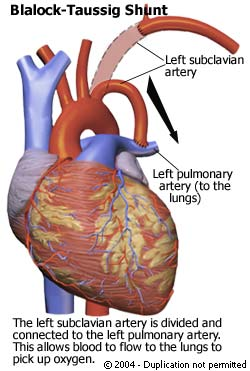 Blalock-Taussig Shunt
Left subclavian
artery
Left pulmonary
artery (to the
lungs)
The left subclavian artery is divided and
connected to the left pulmonary artery.
This allows blood to flow to the lungs to
pick up oxygen.
© 2004 - Duplication not permitted